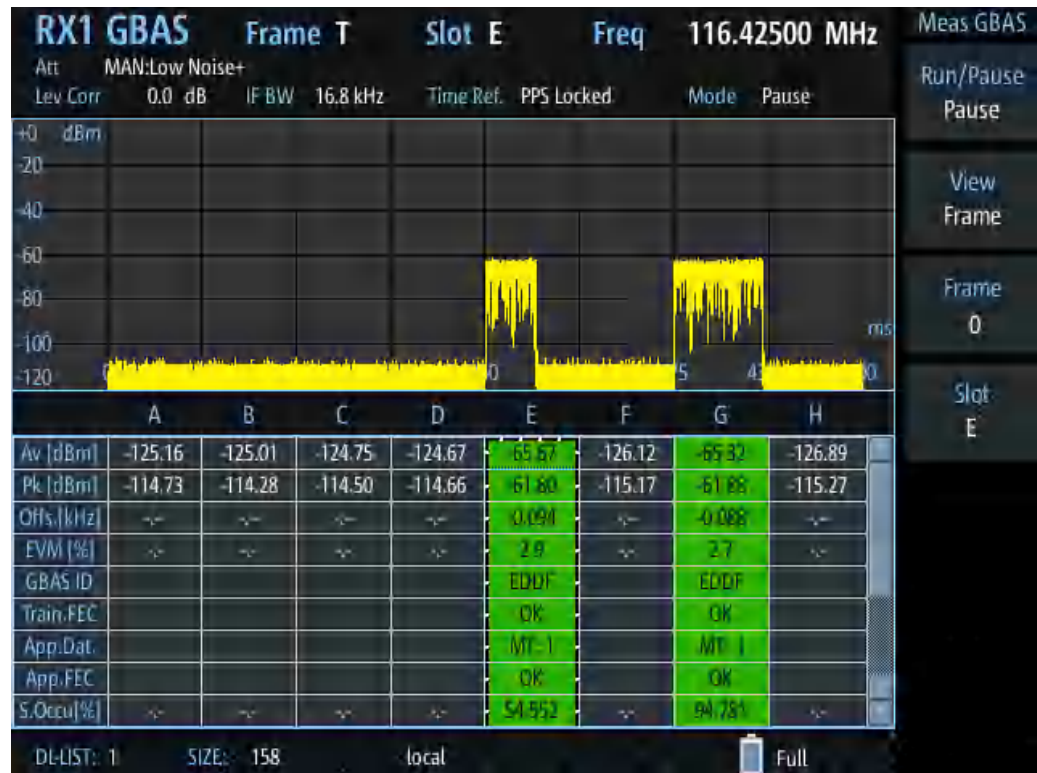 RX1 GBAS Frame T Slot E Freq 116.42500 MHz
Att MAN:Low Noise+
Lev Corr 0.0 dB IF BW 16.8 kHz Time Ref. PPS Locked Mode Pause
Meas GBAS
Run/Pause
Pause
View
Frame
Frame
0
Slot
E
+0 dBm
-20
-40
-60
-80
-100 ms
-120
A B C D E F G H
Av [dBm] -125.16 -125.01 -124.75 -124.67 -65.67 -126.12 -65.32 -126.89
Pk [dBm] -114.73 -114.28 -114.50 -114.66 -61.80 -115.17 -61.88 -115.27
Offs.[kHz] -.-- -.-- -.-- -.-- -0.094 -.-- -0.088 -.--
EVM [%] -.- -.- -.- -.- 2.9 -.- 2.7 -.-
GBAS ID EDDF EDDF
Train.FEC OK OK
App.Dat. MT- 1 MT- 1
App.FEC OK OK
S.Occu[%] -.- -.- -.- -.- 54.552 -.- 94.781 -.-
DL-LIST: 1 SIZE: 158 local Full